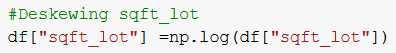 #Deskewing sqft_lot
df["sqft_lot"] =np.log(df["sqft_lot"])